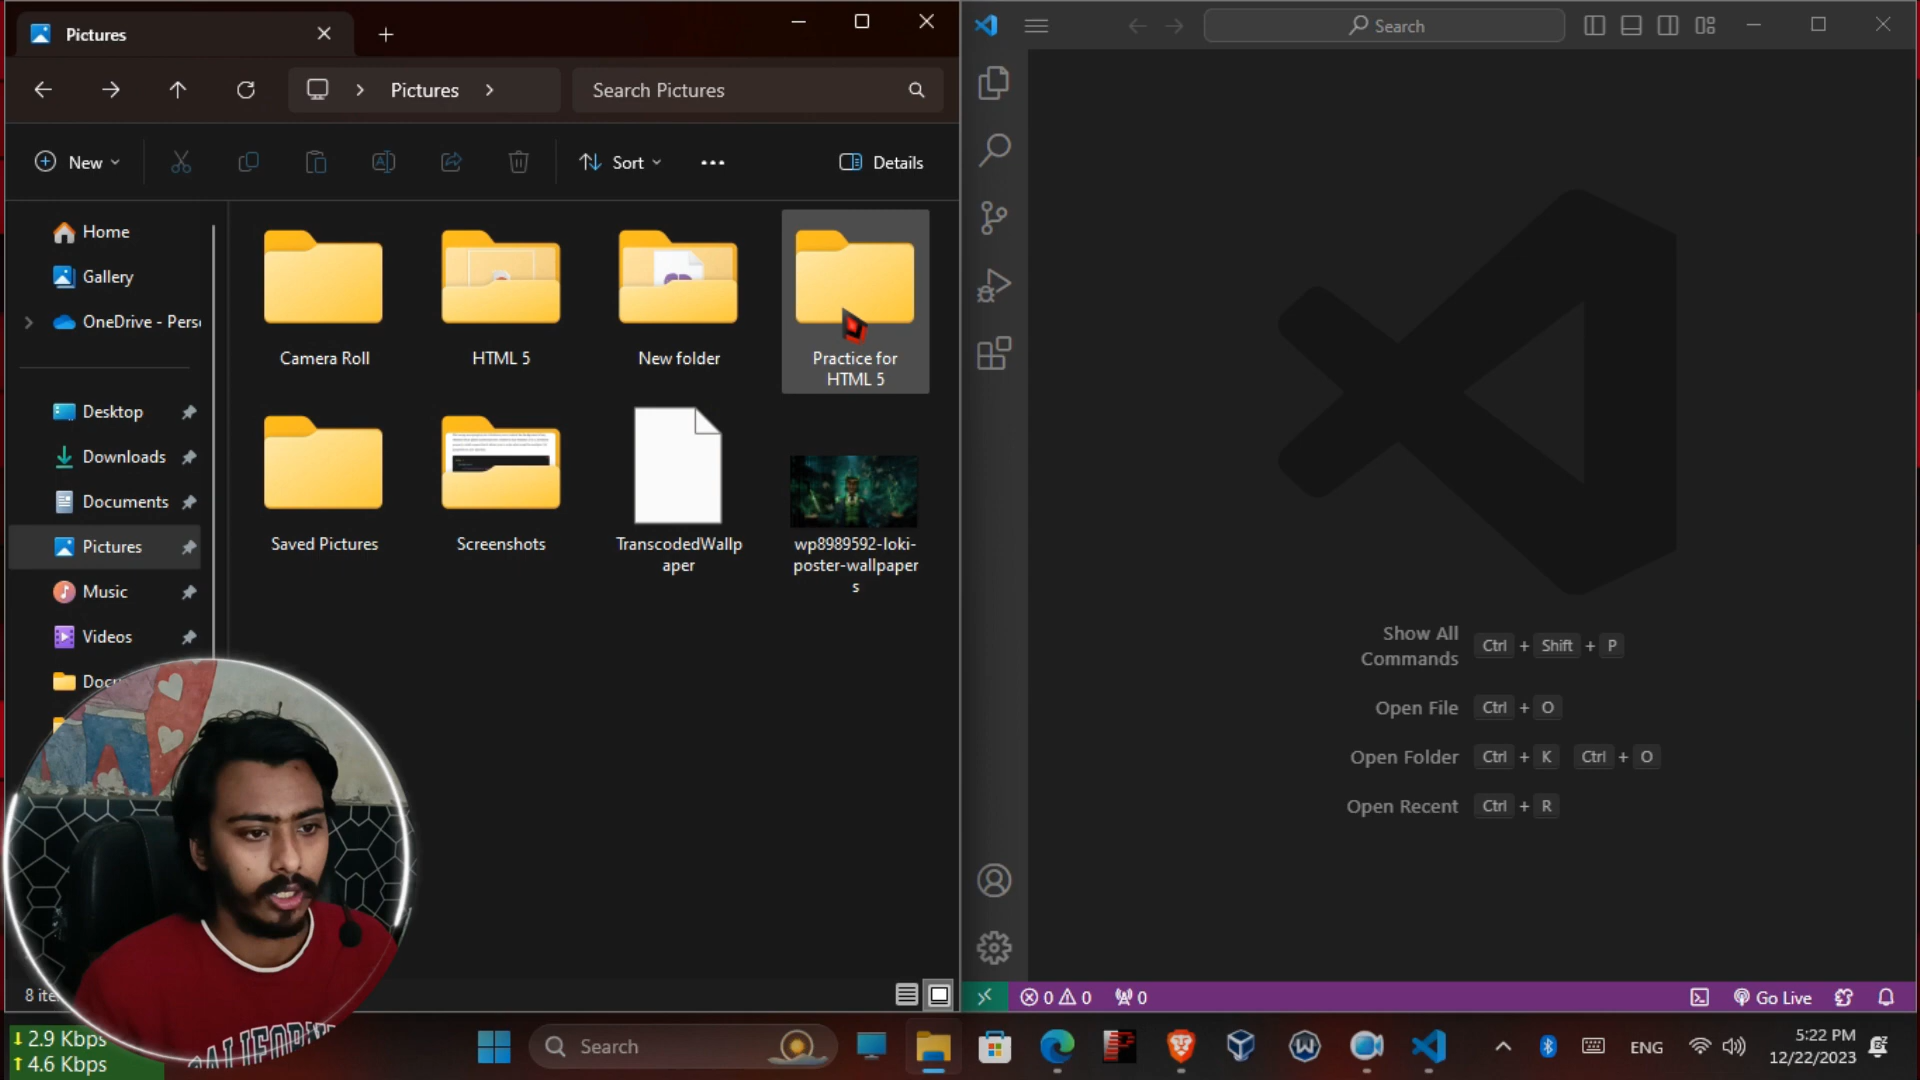 Pictures
Pictures
Search Pictures
New
Sort
Details
Home
Gallery
OneDrive - Pers
Desktop
Downloads
Documents
Pictures
Music
Videos
Camera Roll
HTML 5
New folder
Practice for
HTML 5
Saved Pictures
Screenshots
TranscodedWallp
aper
wp8989592-loki-
poster-wallpaper
s
8 ite
CALIFORNI
Search
Show All
Commands
Ctrl + Shift + P
Open File
Ctrl + O
Open Folder
Ctrl + K Ctrl + O
Open Recent
Ctrl + R
0 0 0
Go Live
2.9 Kbps
4.6 Kbps
Search
ENG
5:22 PM
12/22/2023